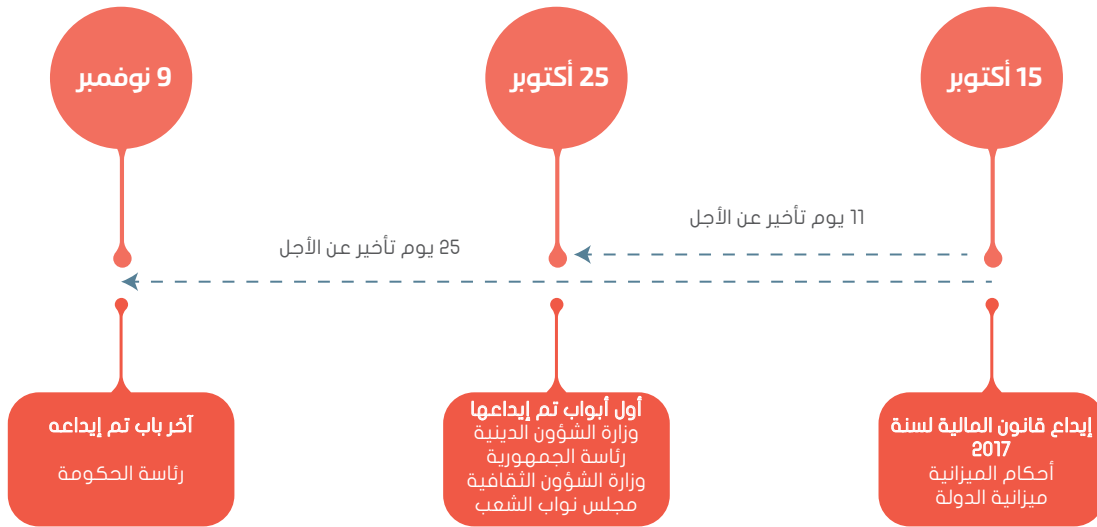 15 أكتوبر
25 أكتوبر
9 نوفمبر
11 يوم تأخير عن الأجل
25 يوم تأخير عن الأجل
إيداع قانون المالية لسنة
2017
أحكام الميزانية
ميزانية الدولة
أول أبواب تم إيداعها
وزارة الشؤون الدينية
رئاسة الجمهورية
وزارة الشؤون الثقافية
مجلس نواب الشعب
آخر باب تم إيداعه
رئاسة الحكومة